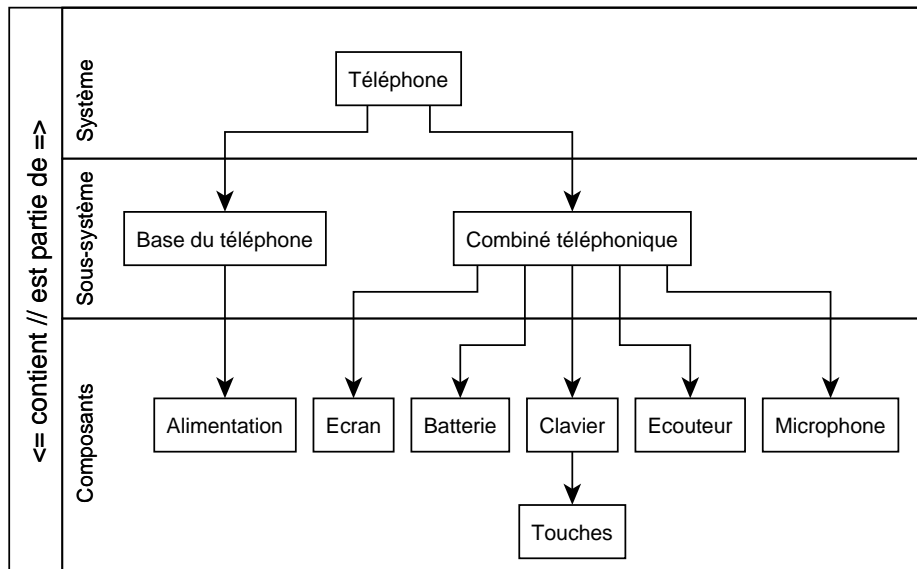 <= contient // est partie de =>
Système
Téléphone
Sous-système
Base du téléphone
Combiné téléphonique
Composants
Alimentation
Ecran
Batterie
Clavier
Ecouteur
Microphone
Touches